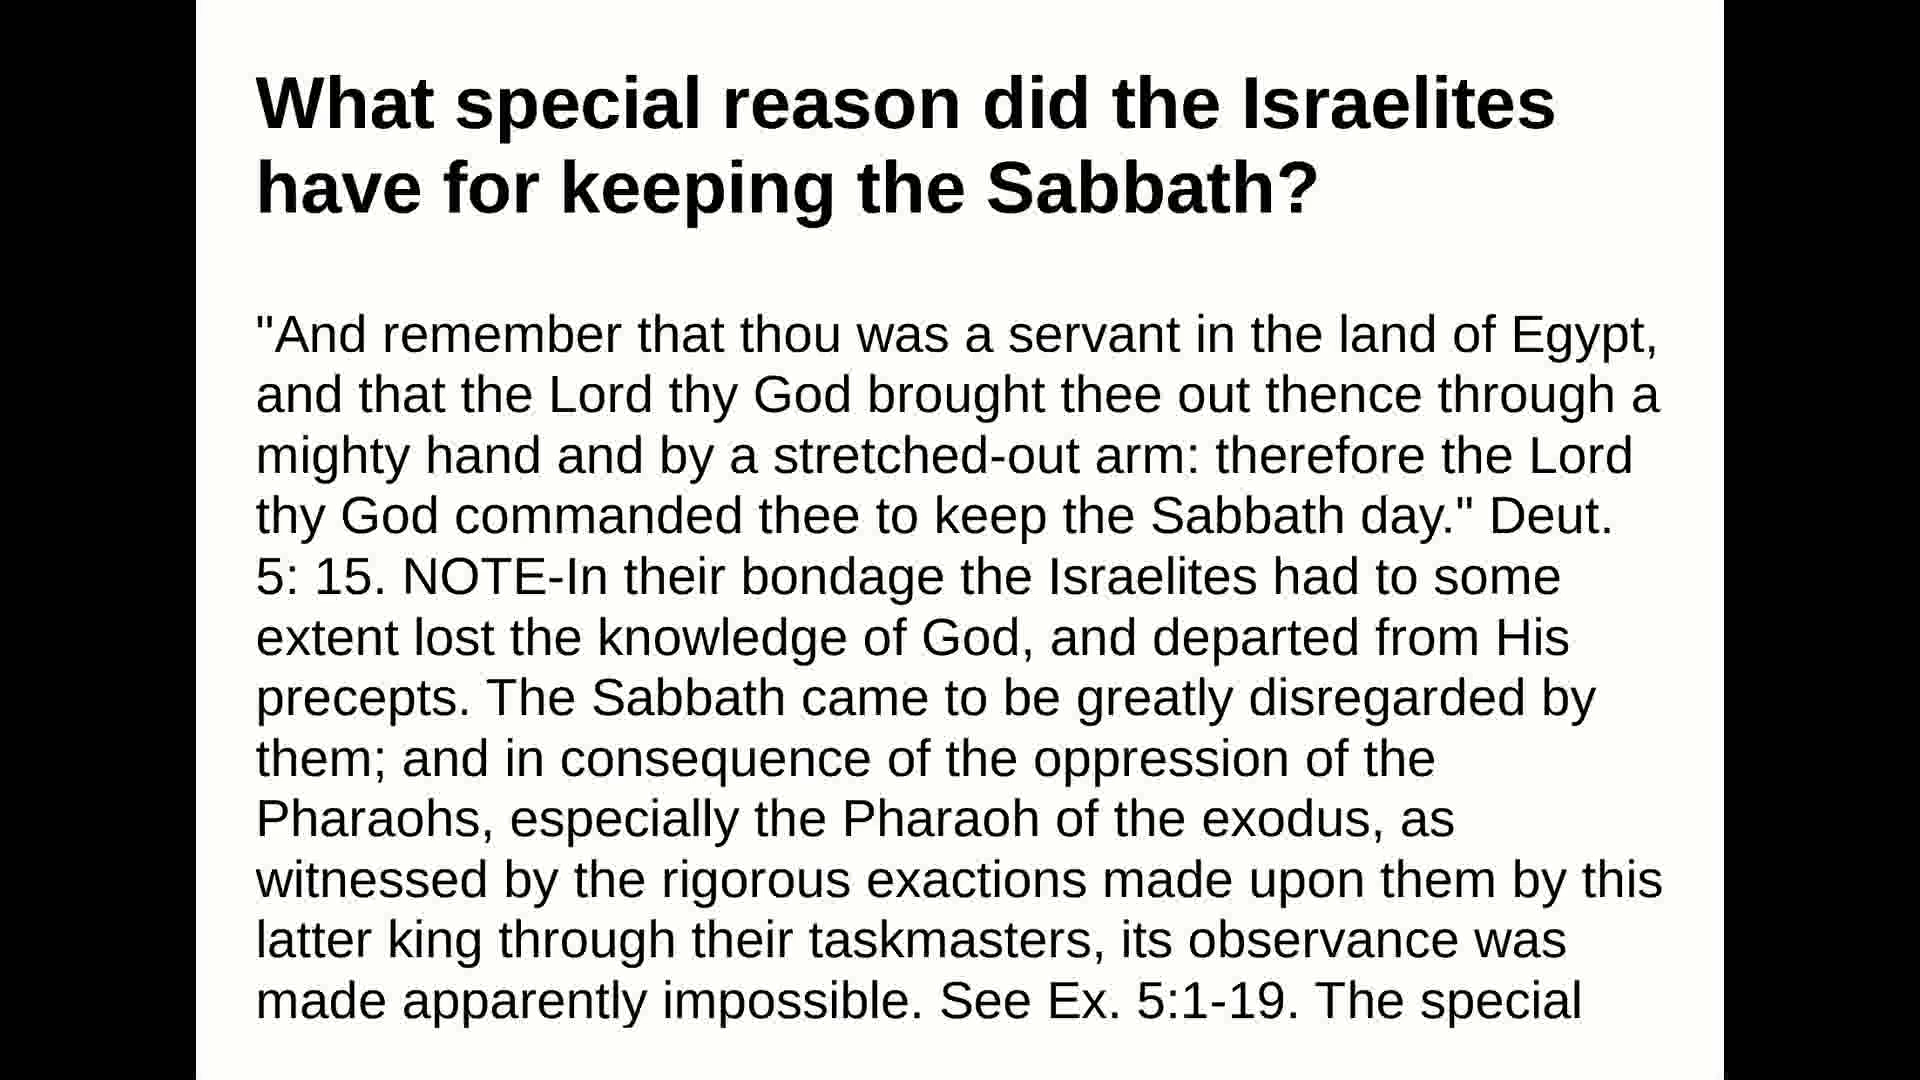 What special reason did the Israelites
have for keeping the Sabbath?
"And remember that thou was a servant in the land of Egypt,
and that the Lord thy God brought thee out thence through a
mighty hand and by a stretched-out arm: therefore the Lord
thy God commanded thee to keep the Sabbath day." Deut.
5: 15. NOTE-In their bondage the Israelites had to some
extent lost the knowledge of God, and departed from His
precepts. The Sabbath came to be greatly disregarded by
them; and in consequence of the oppression of the
Pharaohs, especially the Pharaoh of the exodus, as
witnessed by the rigorous exactions made upon them by this
latter king through their taskmasters, its observance was
made apparently impossible. See Ex. 5:1-19. The special